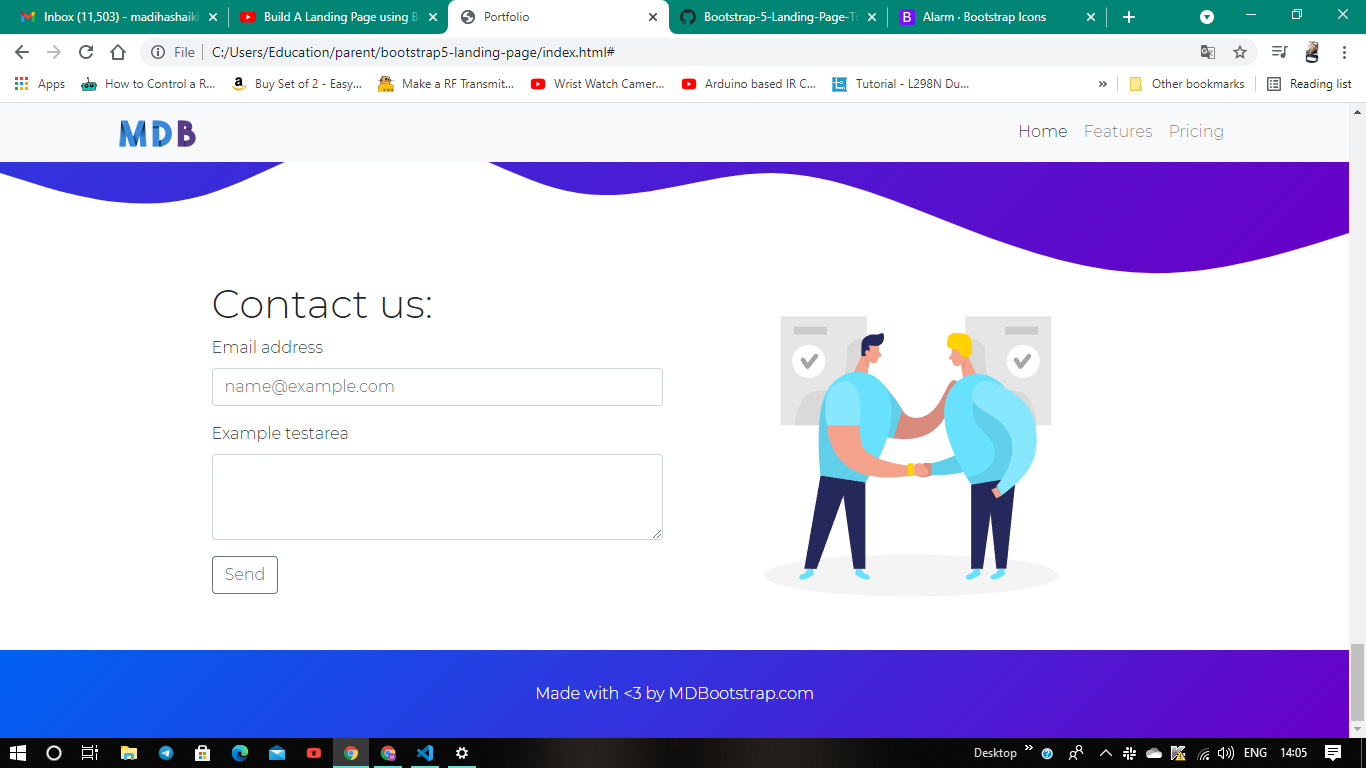 Inbox (11,503) - madihashaikh
Build A Landing Page using B
Portfolio
Bootstrap-5-Landing-Page-Tu
Alarm · Bootstrap Icons
File
C:/Users/Education/parent/bootstrap5-landing-page/index.html#
Apps
How to Control a R...
Buy Set of 2 - Easy...
Make a RF Transmit...
Wrist Watch Camer...
Arduino based IR C...
Tutorial - L298N Du...
»
Other bookmarks
Reading list
MDB
Home
Features
Pricing
Contact us:
Email address
name@example.com
Example testarea
Send
Made with <3 by MDBootstrap.com
Desktop
»
ENG
14:05